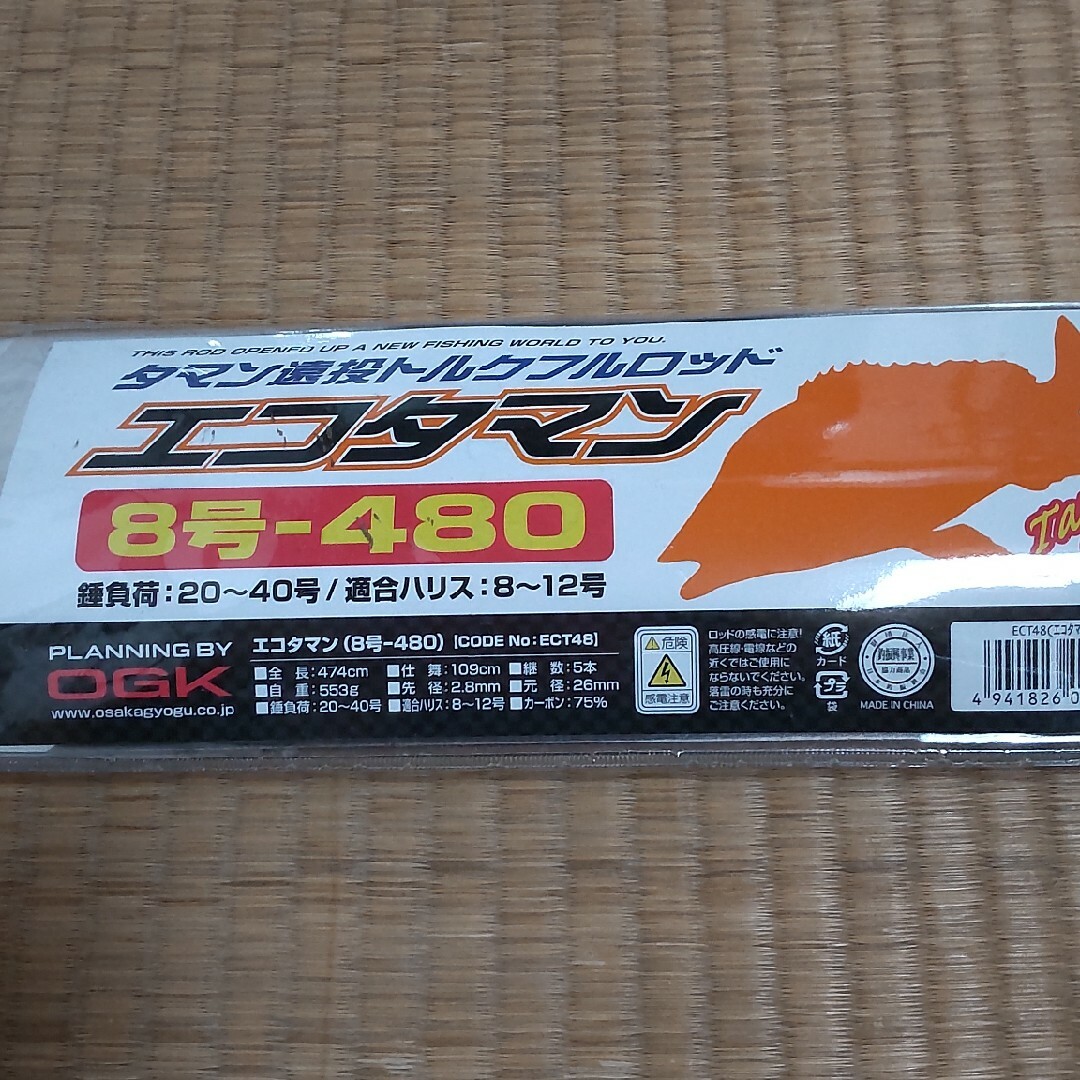 THIS ROD OPENED UP A NEW FISHING WORLD TO YOU.
タマン遠投トルクフルロッド
エコタマン
8号-480
錘負荷:20〜40号/適合ハリス:8〜12号
PLANNING BY
OGK
www.osakagyogu.co.jp
エコタマン(8号-480) [CODE No:ECT48]
■全長:474cm ■仕舞:109cm ■継数:5本
■自重:553g ■先径:2.8mm ■元径:26mm
■錘負荷:20〜40号 ■適合ハリス:8〜12号 ■カーボン:75%
危険
感電注意
ロッドの感電に注意!
高圧線・電線などの
近くではご使用に
ならないでください。
落雷の時も充分に
ご注意ください。
紙
カード
プラ
袋
MADE IN CHINA
ECT48(エコタマ
4 941826 0